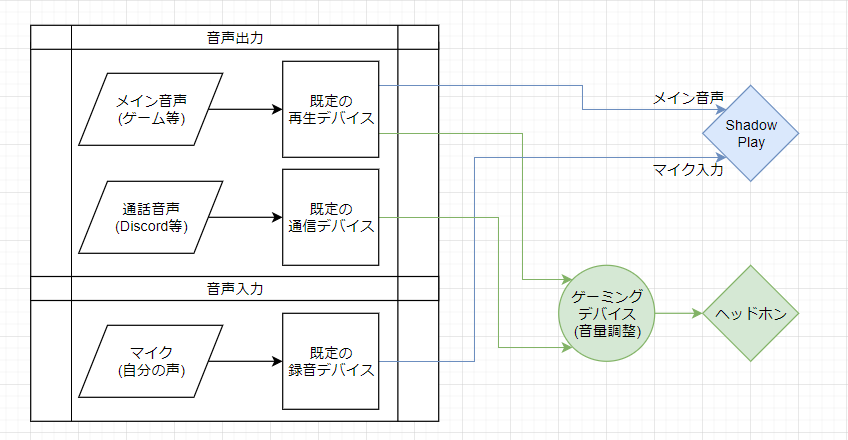 音声出力
メイン音声
(ゲーム等)
既定の
再生デバイス
メイン音声
Shadow
Play
マイク入力
通話音声
(Discord等)
既定の
通信デバイス
音声入力
ゲーミング
デバイス
(音量調整)
ヘッドホン
マイク
(自分の声)
既定の
録音デバイス